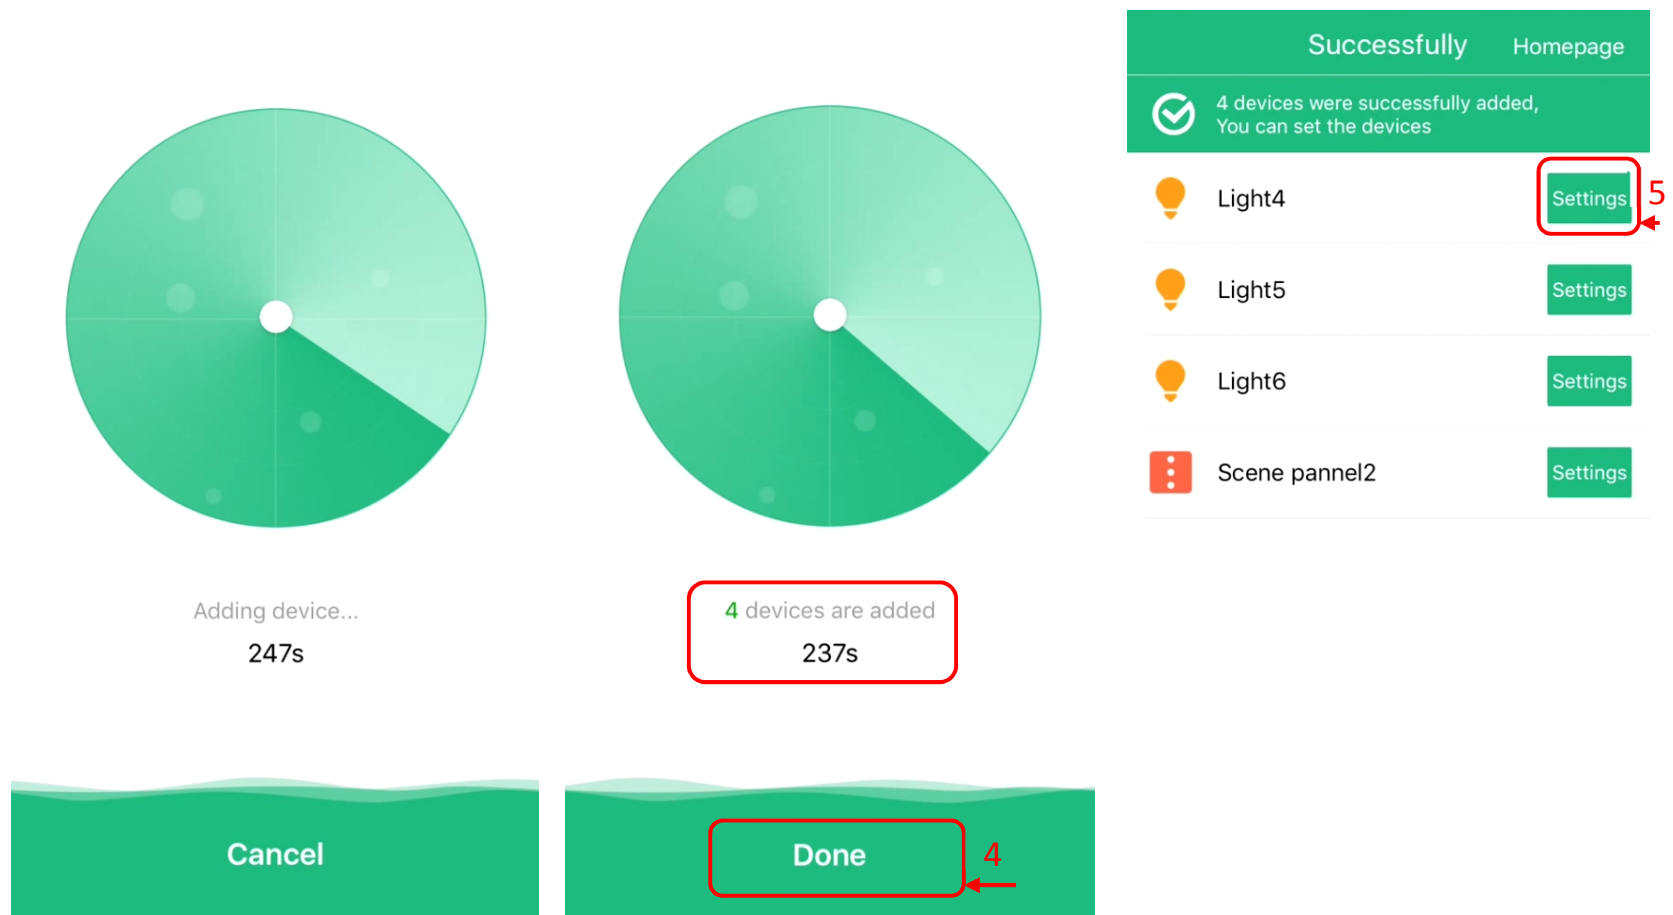 Adding device...
247s
Cancel
4 devices are added
237s
Done
4
Successfully
Homepage
4 devices were successfully added,
You can set the devices
Light4
Settings
5
Light5
Settings
Light6
Settings
Scene pannel2
Settings